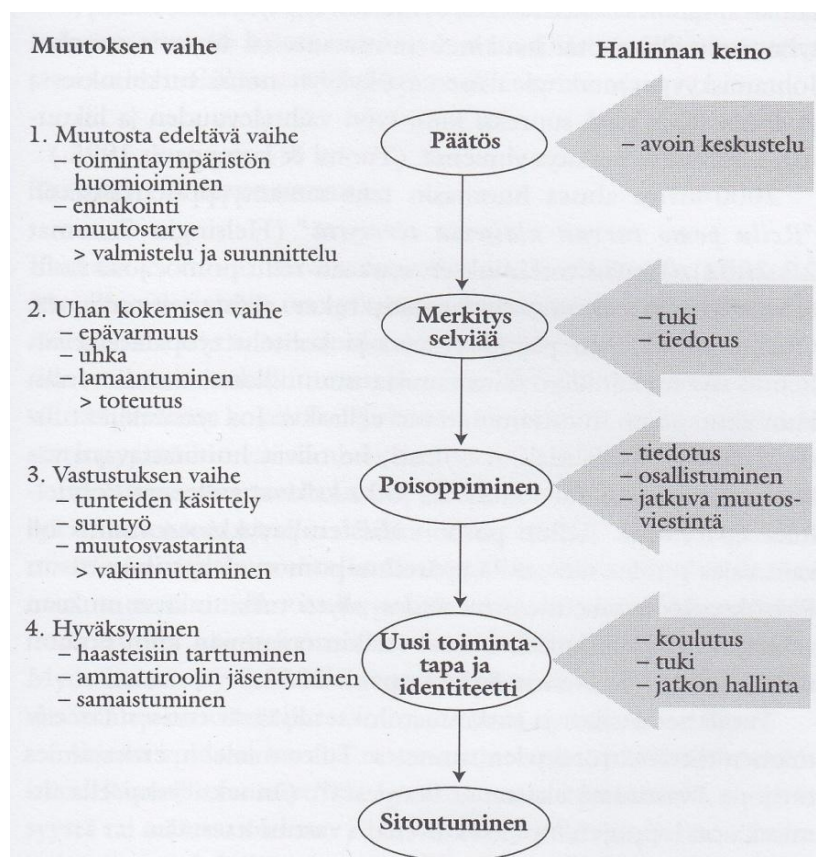 Muutoksen vaihe
Hallinnan keino
1. Muutosta edeltävä vaihe
– toimintaympäristön
huomioiminen
– ennakointi
– muutostarve
> valmistelu ja suunnittelu
Päätös
– avoin keskustelu
2. Uhan kokemisen vaihe
– epävarmuus
– uhka
– lamaantuminen
> toteutus
Merkitys
selviää
– tuki
– tiedotus
3. Vastustuksen vaihe
– tunteiden käsittely
– surutyö
– muutosvastarinta
> vakiinnuttaminen
Poisoppiminen
– tiedotus
– osallistuminen
– jatkuva muutos-
viestintä
4. Hyväksyminen
– haasteisiin tarttuminen
– ammattiroolin jäsentyminen
– samaistuminen
Uusi toiminta-
tapa ja
identiteetti
– koulutus
– tuki
– jatkon hallinta
Sitoutuminen